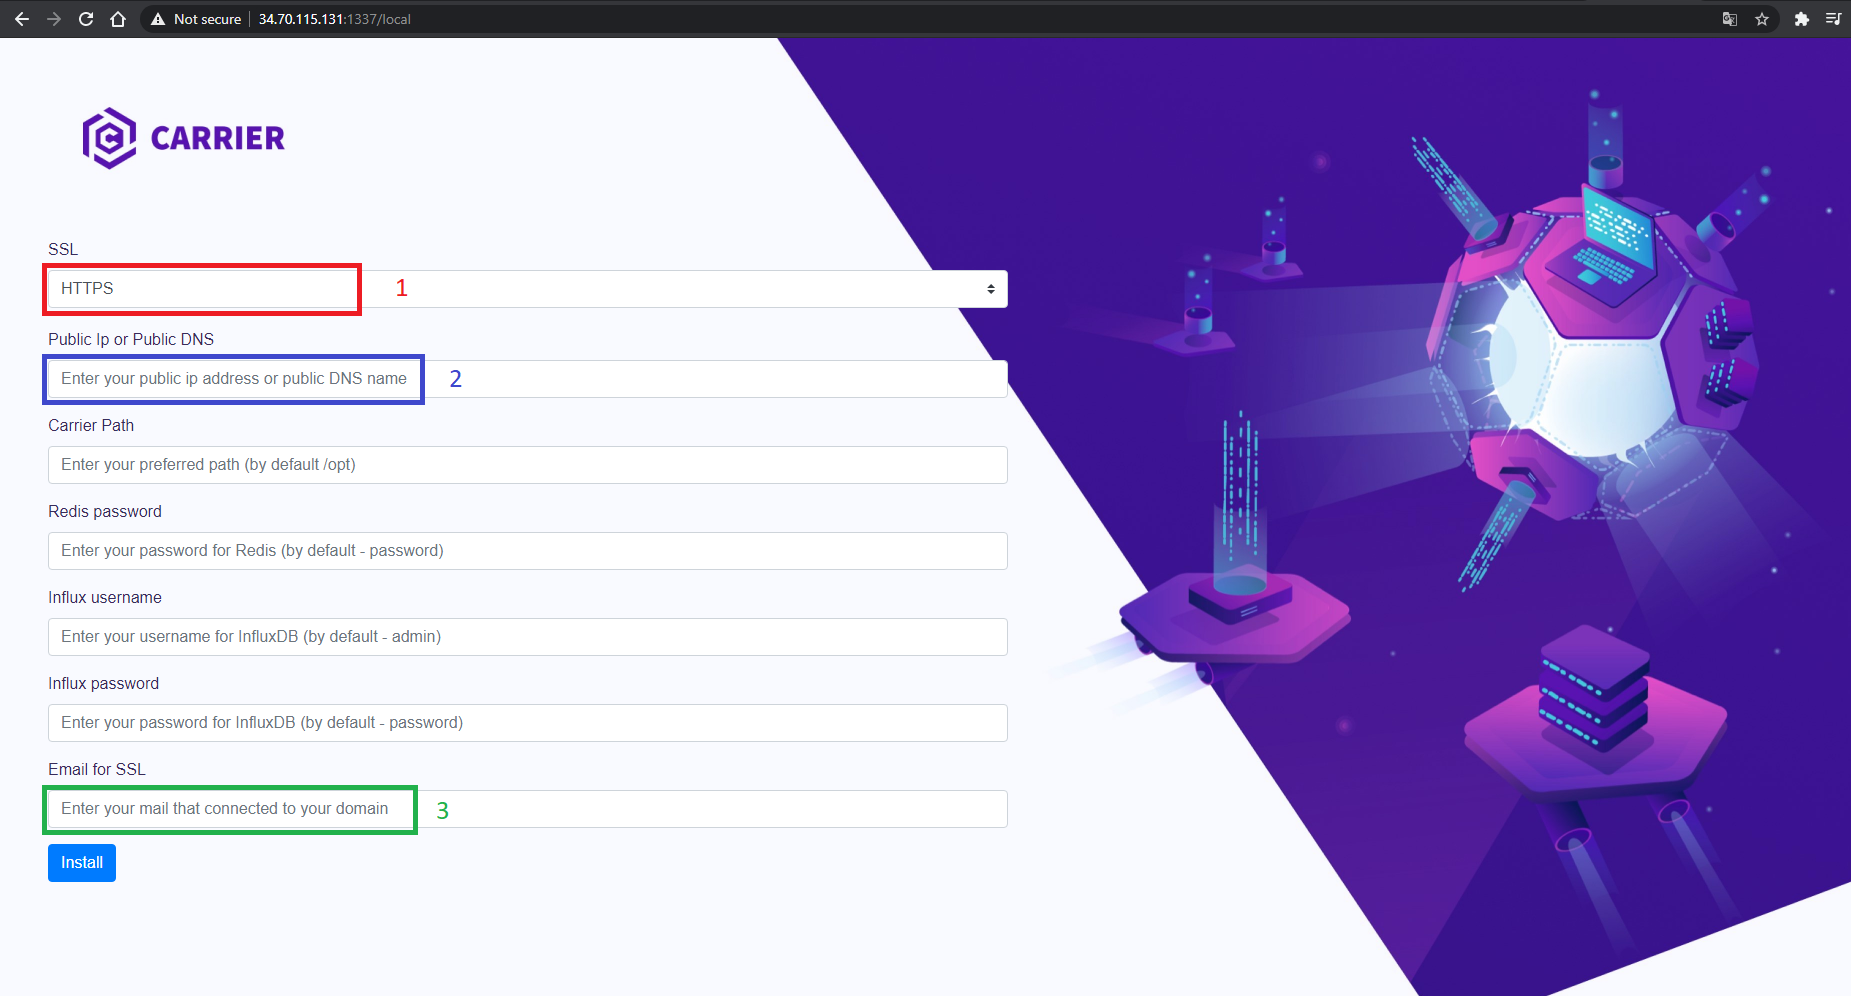 Not secure
34.70.115.131:1337/local
CARRIER
SSL
HTTPS
1
Public Ip or Public DNS
Enter your public ip address or public DNS name
2
Carrier Path
Enter your preferred path (by default /opt)
Redis password
Enter your password for Redis (by default - password)
Influx username
Enter your username for InfluxDB (by default - admin)
Influx password
Enter your password for InfluxDB (by default - password)
Email for SSL
Enter your mail that connected to your domain
3
Install